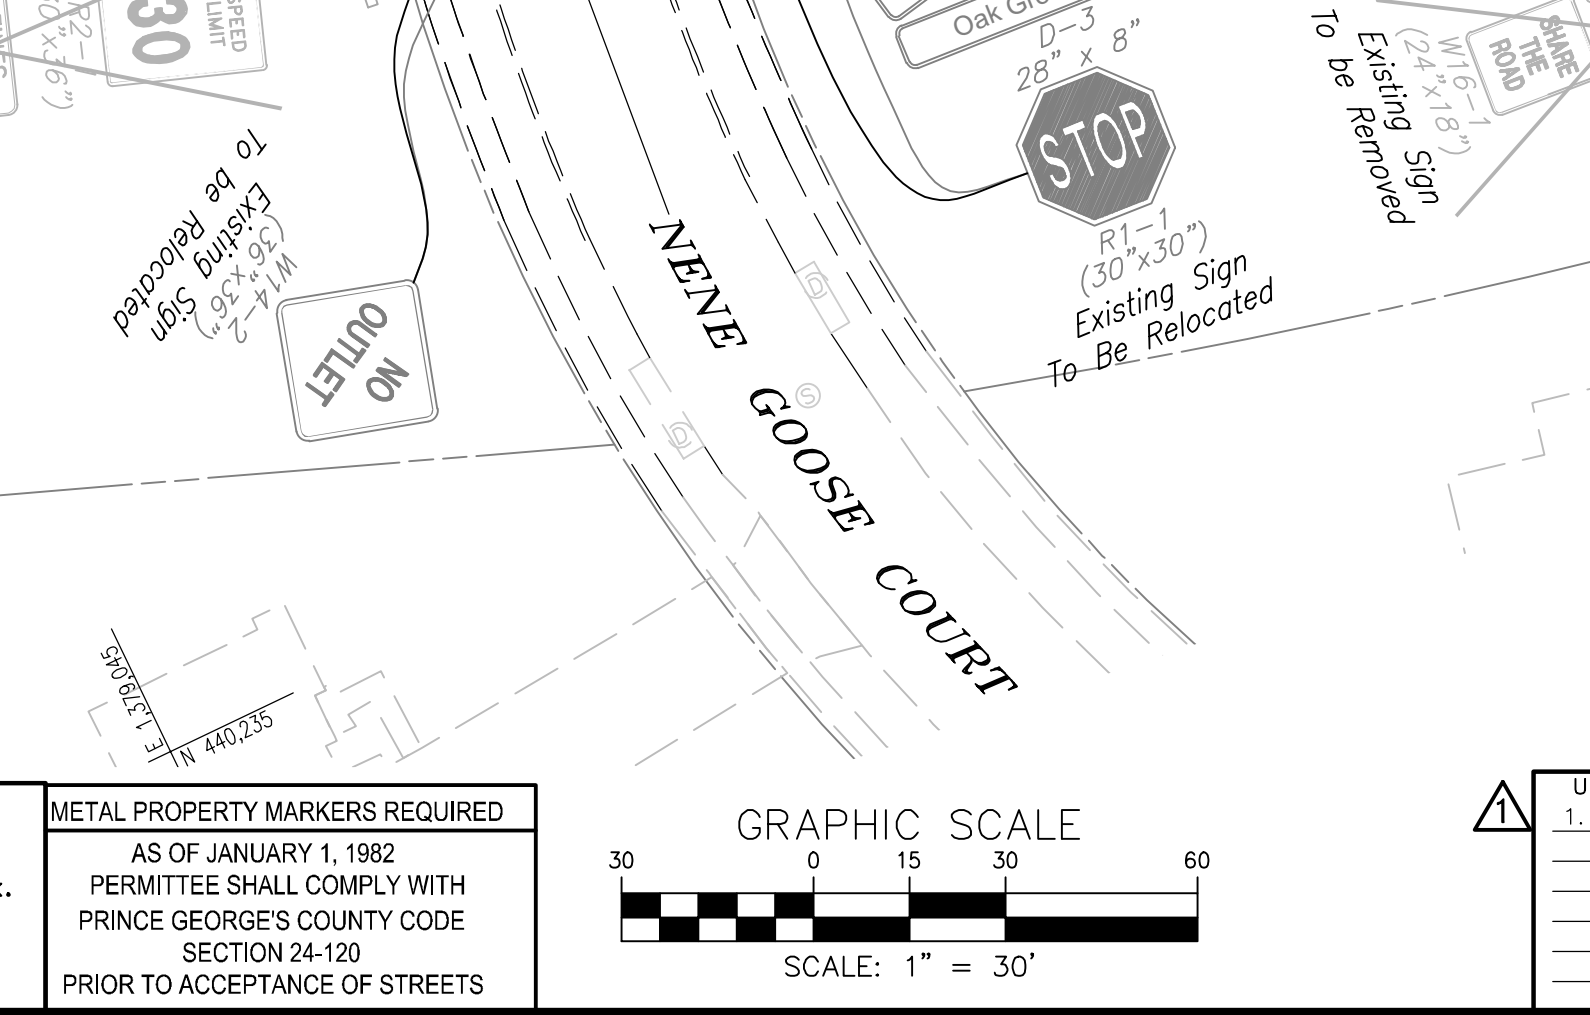 SPEED
LIMIT
30
R2-1
Oak Gro
D-3
28" x 8"
STOP
R1-1
(30"x30")
Existing Sign
To Be Relocated
SHARE
THE
ROAD
W16-1
(24"x18")
Existing Sign
To be Removed
NO
OUTLET
W14-2
(36"x36")
Existing Sign
To be Relocated
NENE GOOSE COURT
D
S
D
E 1,379,045
N 440,235
METAL PROPERTY MARKERS REQUIRED
AS OF JANUARY 1, 1982
PERMITTEE SHALL COMPLY WITH
PRINCE GEORGE'S COUNTY CODE
SECTION 24-120
PRIOR TO ACCEPTANCE OF STREETS
GRAPHIC SCALE
30 0 15 30 60
SCALE: 1" = 30'
1
U
1.